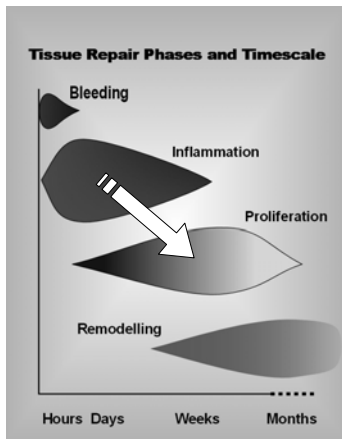 Tissue Repair Phases and Timescale
Bleeding
Inflammation
Proliferation
Remodelling
Hours Days Weeks Months